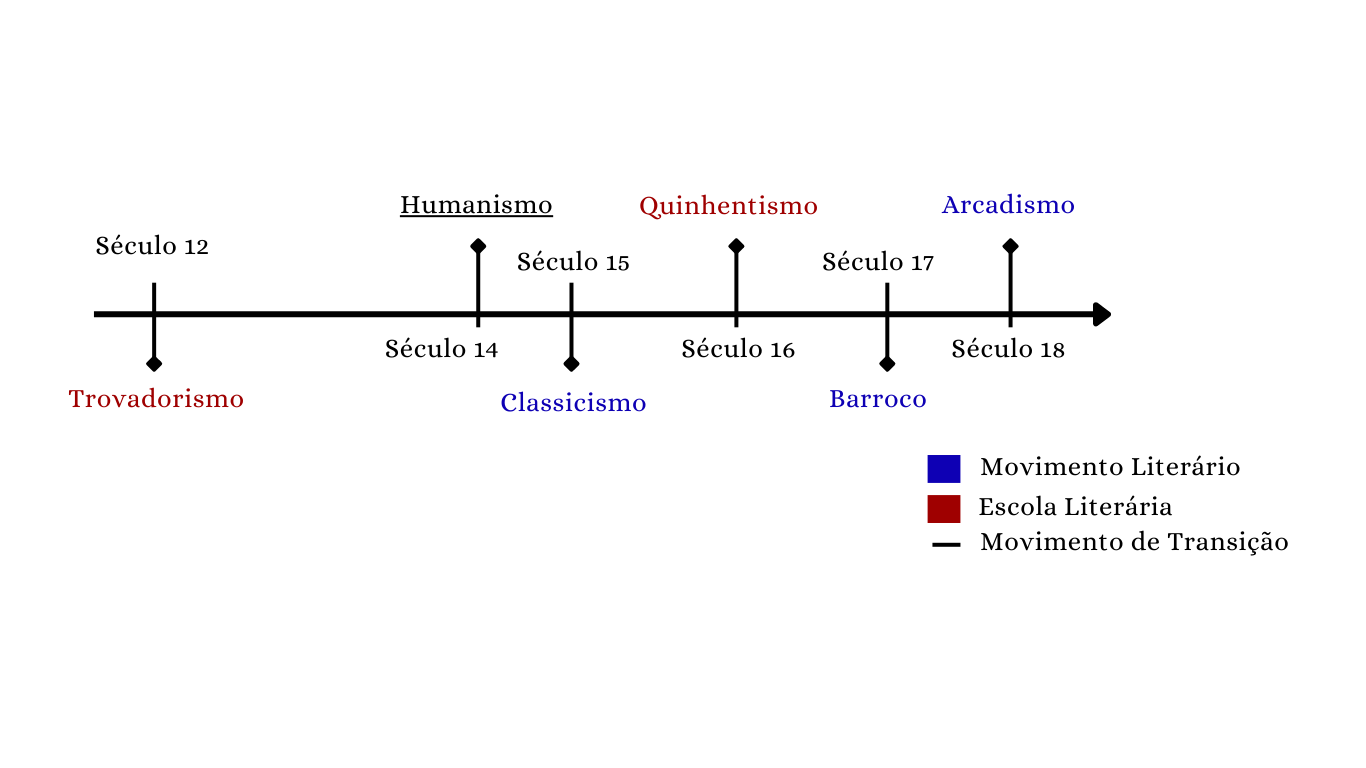 Humanismo
Quinhentismo
Arcadismo
Século 12
Século 15
Século 17
Século 14
Século 16
Século 18
Trovadorismo
Classicismo
Barroco
Movimento Literário
Escola Literária
Movimento de Transição